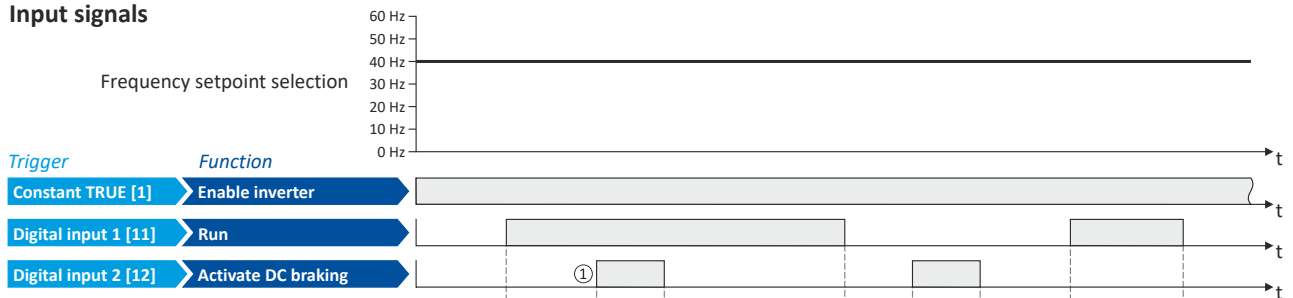 Input signals
60 Hz
50 Hz
40 Hz
Frequency setpoint selection
30 Hz
20 Hz
10 Hz
0 Hz
t
Trigger Function
Constant TRUE [1] Enable inverter
t
Digital input 1 [11] Run
t
Digital input 2 [12] Activate DC braking
①
t